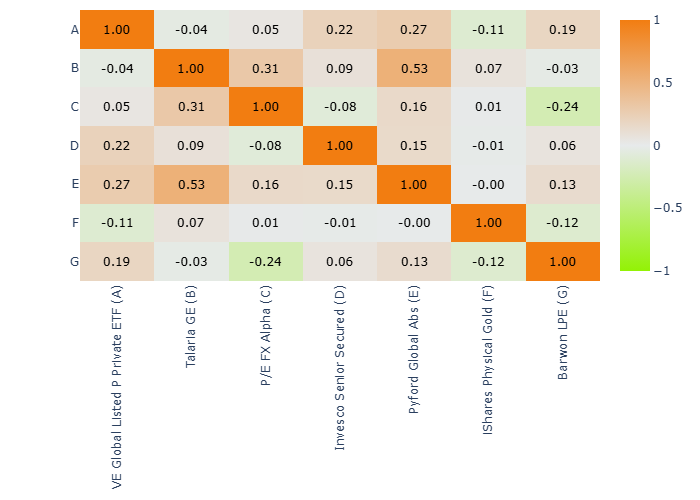 A 1.00 -0.04 0.05 0.22 0.27 -0.11 0.19
B -0.04 1.00 0.31 0.09 0.53 0.07 -0.03
C 0.05 0.31 1.00 -0.08 0.16 0.01 -0.24
D 0.22 0.09 -0.08 1.00 0.15 -0.01 0.06
E 0.27 0.53 0.16 0.15 1.00 -0.00 0.13
F -0.11 0.07 0.01 -0.01 -0.00 1.00 -0.12
G 0.19 -0.03 -0.24 0.06 0.13 -0.12 1.00
VE Global Listed P Private ETF (A)
Talaria GE (B)
P/E FX Alpha (C)
Invesco Senior Secured (D)
Pyford Global Abs (E)
IShares Physical Gold (F)
Barwon LPE (G)
1
0.5
0
−0.5
−1